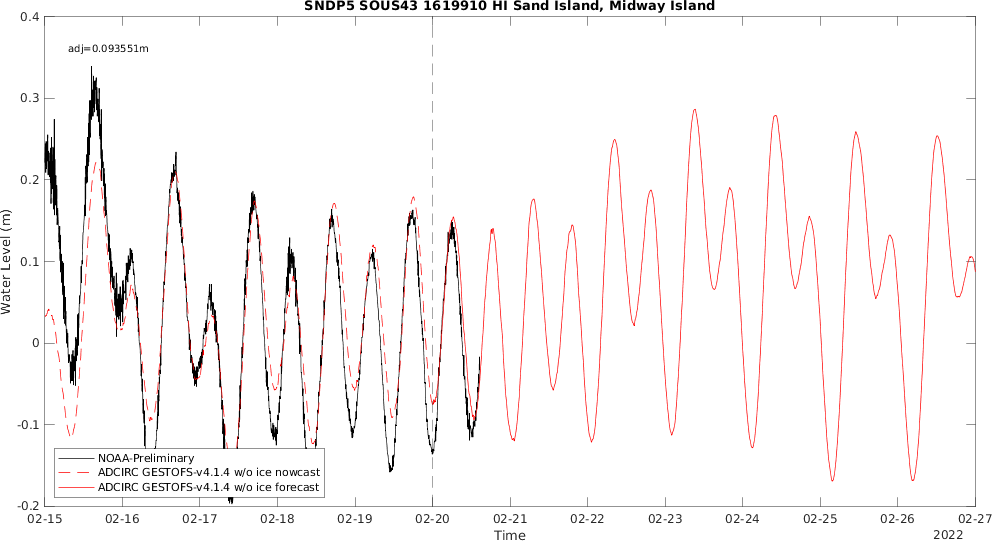 SNDP5 SOUS43 1619910 HI Sand Island, Midway Island
adj=0.093551m
0.4
0.3
0.2
0.1
0
-0.1
-0.2
Water Level (m)
NOAA-Preliminary
ADCIRC GESTOFS-v4.1.4 w/o ice nowcast
ADCIRC GESTOFS-v4.1.4 w/o ice forecast
02-15 02-16 02-17 02-18 02-19 02-20 02-21 02-22 02-23 02-24 02-25 02-26 02-27
Time
2022